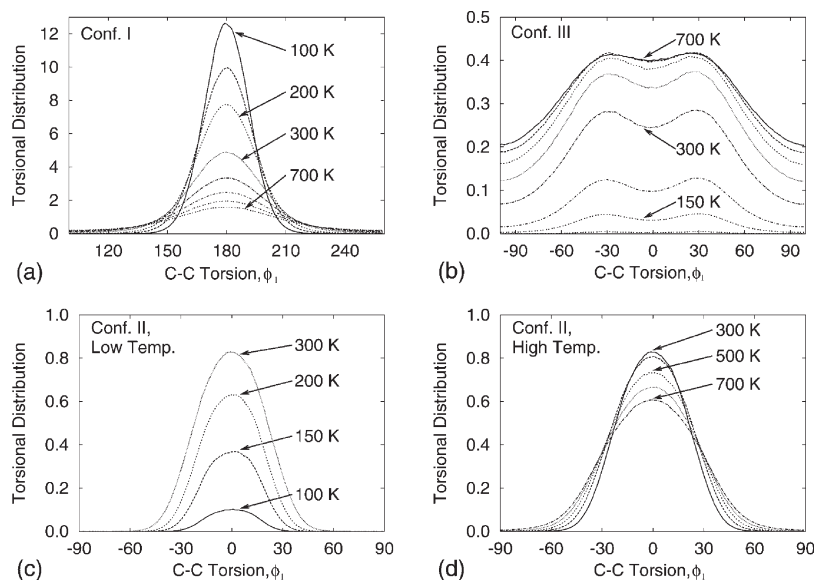 Conf. I
100 K
200 K
300 K
700 K
Torsional Distribution
0
2
4
6
8
10
12
120
150
180
210
240
C-C Torsion,ϕ₁
(a)
Conf. III
700 K
300 K
150 K
Torsional Distribution
0.0
0.1
0.2
0.3
0.4
0.5
-90
-60
-30
0
30
60
90
C-C Torsion,ϕ₁
(b)
Conf. II,
Low Temp.
300 K
200 K
150 K
100 K
Torsional Distribution
0.0
0.2
0.4
0.6
0.8
1.0
-90
-60
-30
0
30
60
90
C-C Torsion,ϕ₁
(c)
Conf. II,
High Temp.
300 K
500 K
700 K
Torsional Distribution
0.0
0.2
0.4
0.6
0.8
1.0
-90
-60
-30
0
30
60
90
C-C Torsion,ϕ₁
(d)